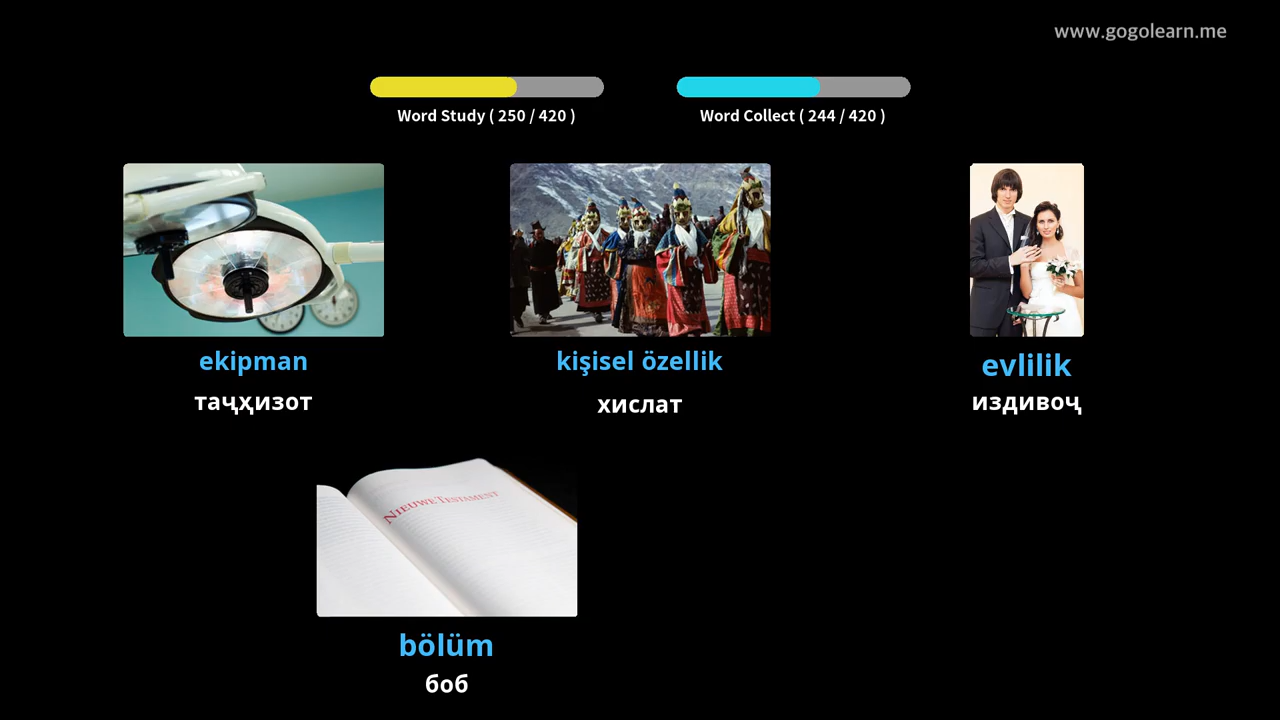 www.gogolearn.me
Word Study ( 250 / 420 )
Word Collect ( 244 / 420 )
ekipman
таҷҳизот
kişisel özellik
хислат
evlilik
издивоҷ
NIEUWE TESTAMENT
bölüm
боб